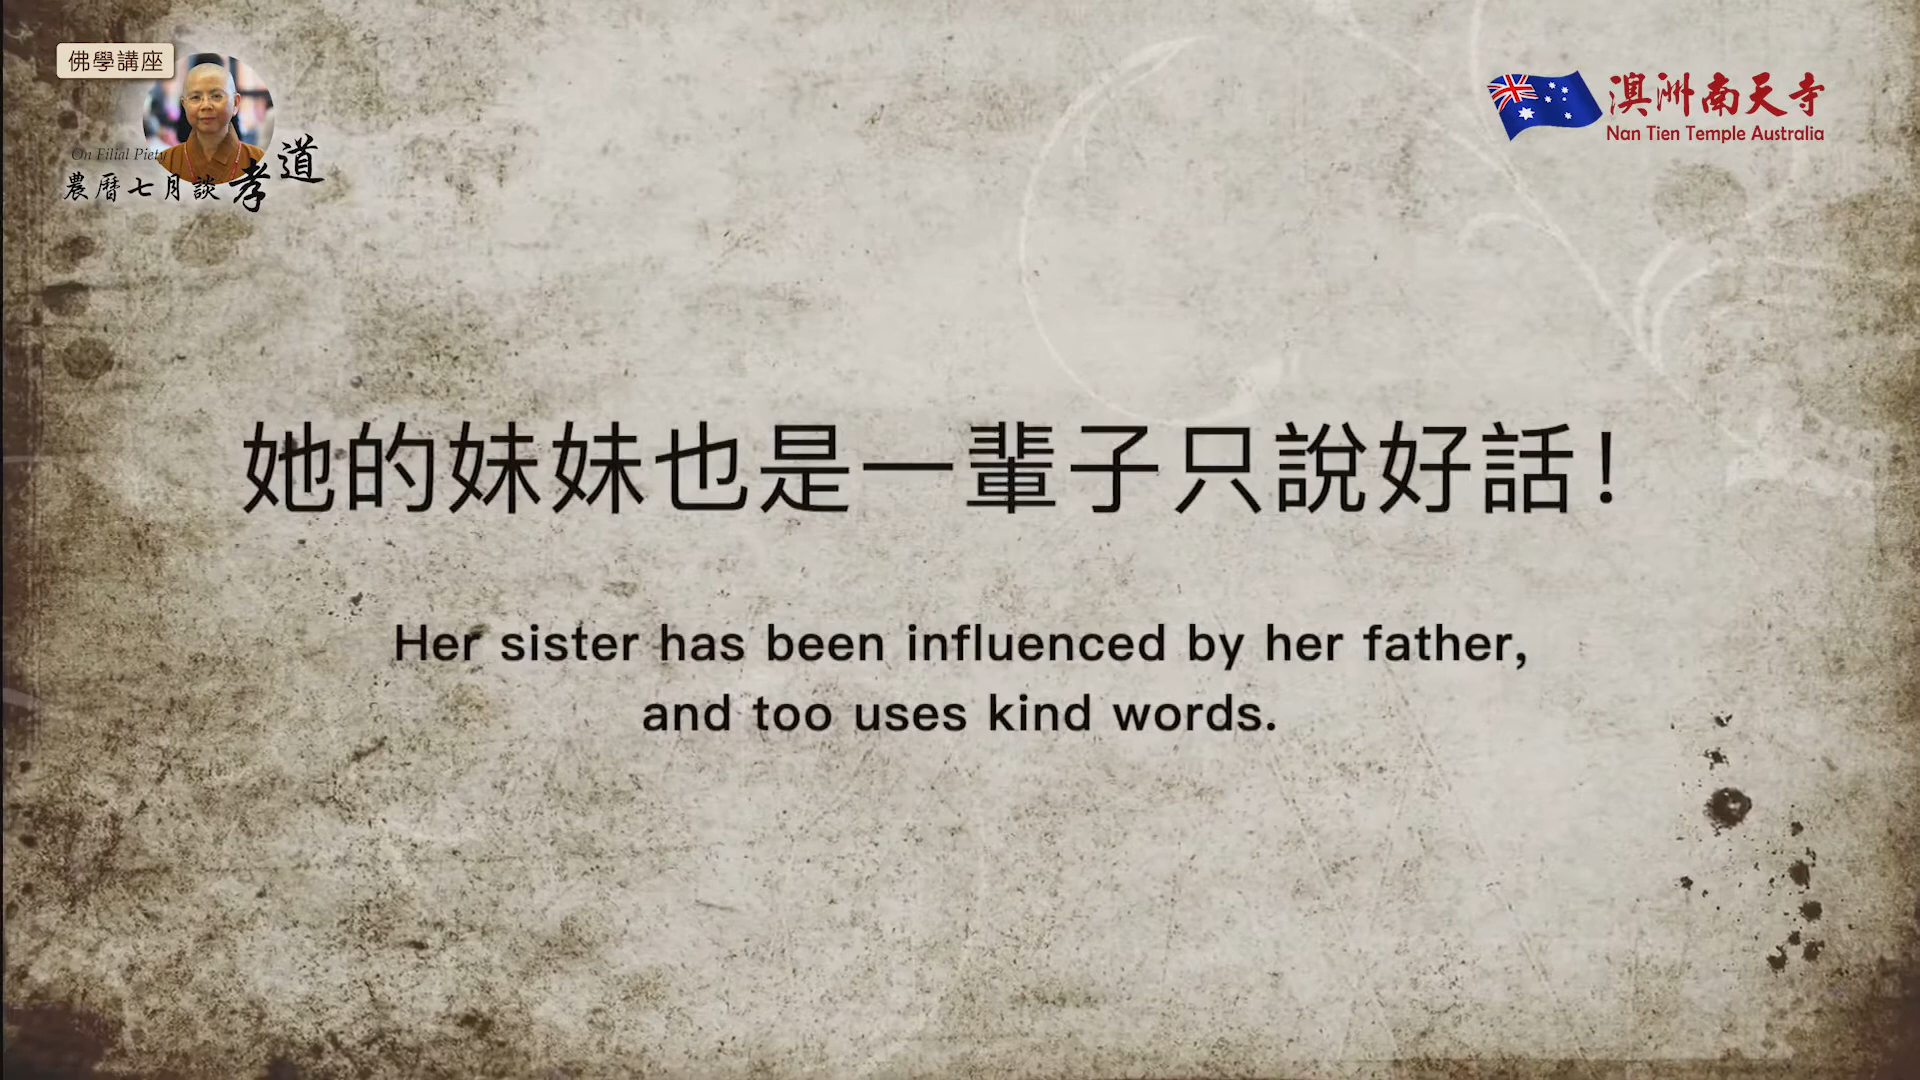 佛學講座
On Filial Piety
農曆七月談孝道
澳洲南天寺
Nan Tien Temple Australia
她的妹妹也是一輩子只說好話！
Her sister has been influenced by her father,
and too uses kind words.